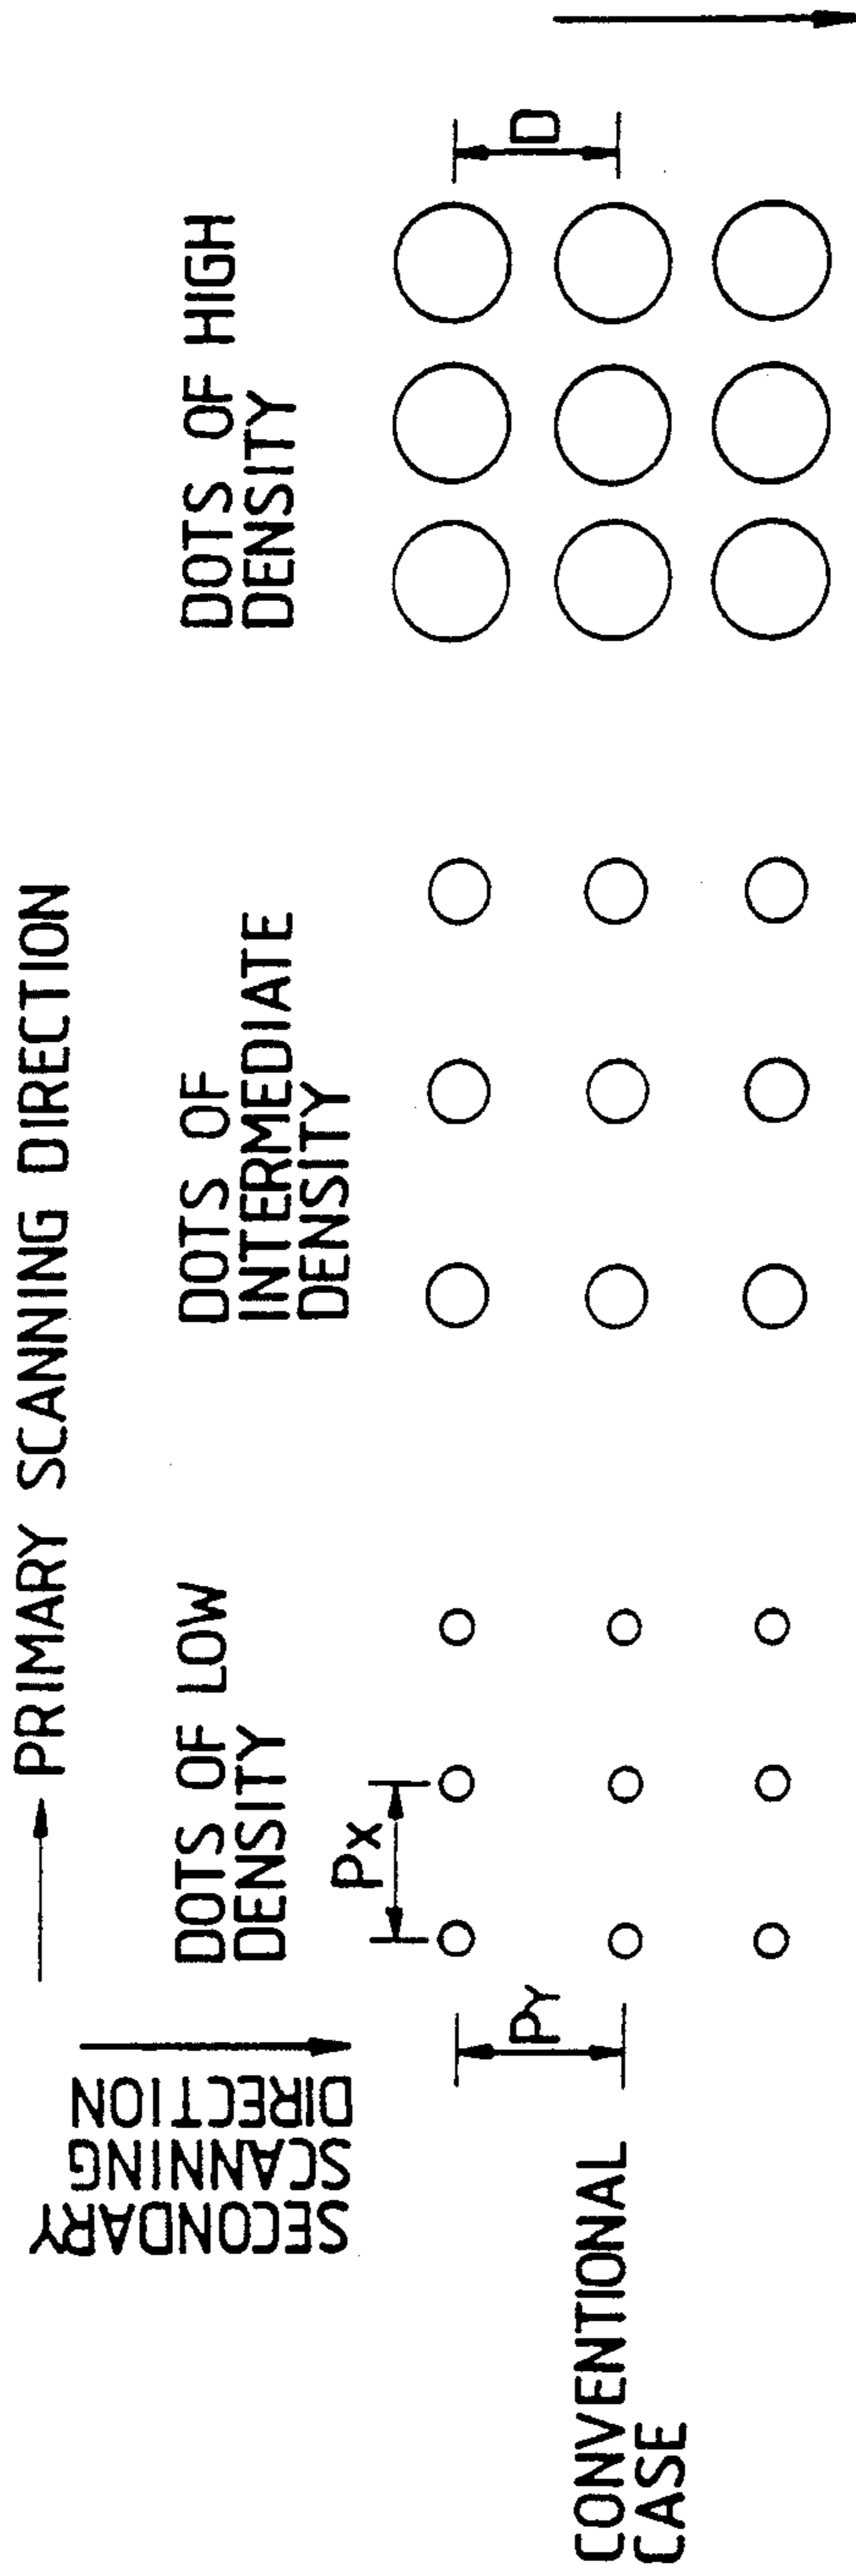 PRIMARY SCANNING DIRECTION
SECONDARY
SCANNING
DIRECTION
DOTS OF LOW
DENSITY
DOTS OF
INTERMEDIATE
DENSITY
DOTS OF HIGH
DENSITY
PX
PY
D
CONVENTIONAL
CASE